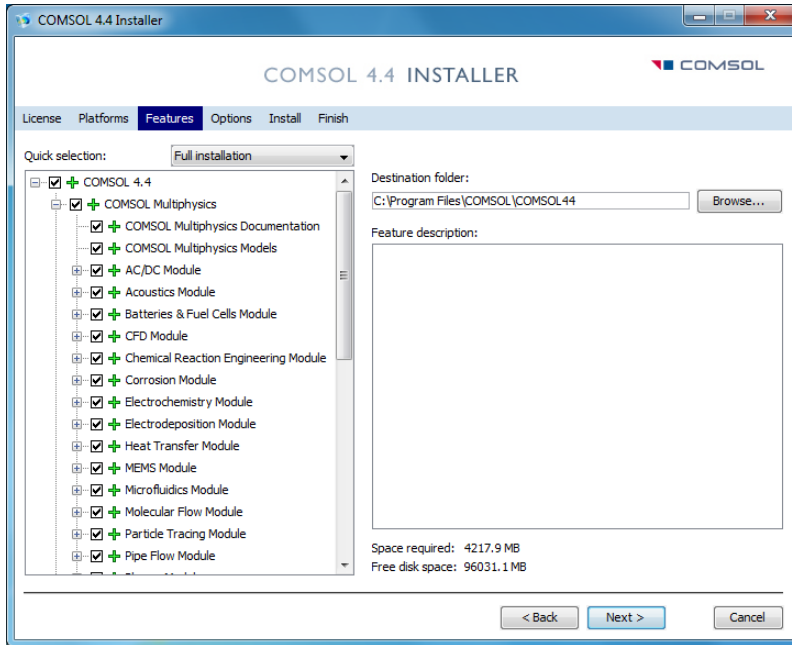 COMSOL 4.4 Installer
COMSOL 4.4 INSTALLER
COMSOL
License Platforms Features Options Install Finish
Quick selection: Full installation
COMSOL 4.4
COMSOL Multiphysics
COMSOL Multiphysics Documentation
COMSOL Multiphysics Models
AC/DC Module
Acoustics Module
Batteries & Fuel Cells Module
CFD Module
Chemical Reaction Engineering Module
Corrosion Module
Electrochemistry Module
Electrodeposition Module
Heat Transfer Module
MEMS Module
Microfluidics Module
Molecular Flow Module
Particle Tracing Module
Pipe Flow Module
Destination folder:
C:\Program Files\COMSOL\COMSOL44 Browse...
Feature description:
Space required: 4217.9 MB
Free disk space: 96031.1 MB
< Back Next > Cancel